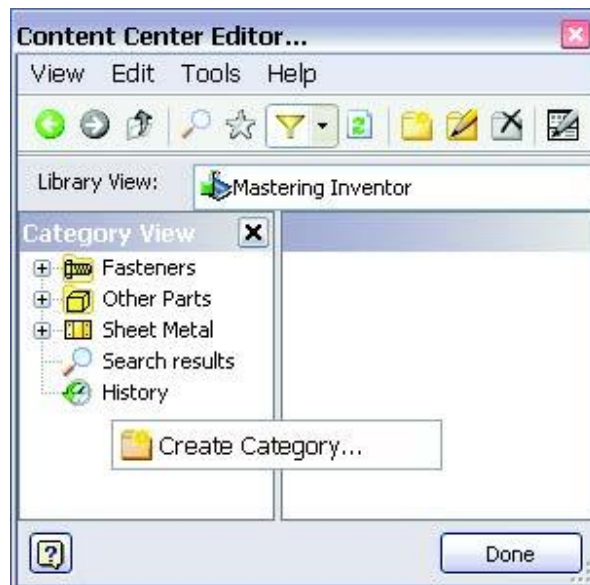 Content Center Editor...
View Edit Tools Help
Library View: Mastering Inventor
Category View
Fasteners
Other Parts
Sheet Metal
Search results
History
Create Category...
Done